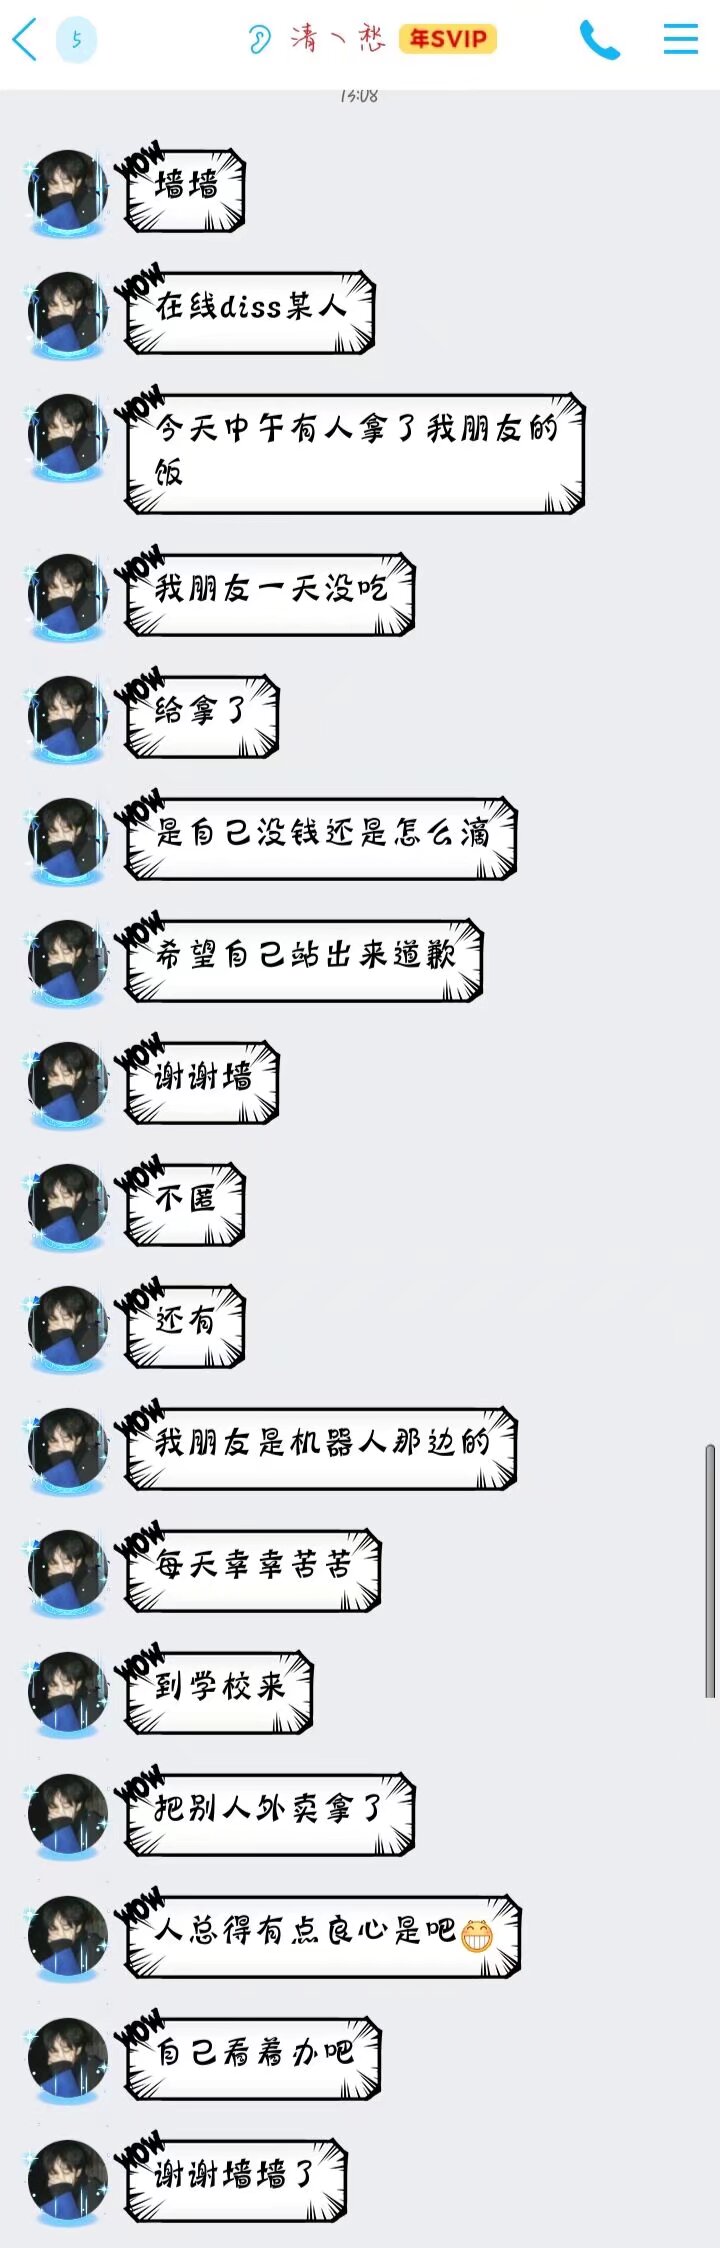 5
清丶愁 年SVIP
13:08
WOW
墙墙
WOW
在线diss某人
WOW
今天中午有人拿了我朋友的
饭
WOW
我朋友一天没吃
WOW
给拿了
WOW
是自己没钱还是怎么滴
WOW
希望自己站出来道歉
WOW
谢谢墙
WOW
不匿
WOW
还有
WOW
我朋友是机器人那边的
WOW
每天幸幸苦苦
WOW
到学校来
WOW
把别人外卖拿了
WOW
人总得有点良心是吧😁
WOW
自己看着办吧
WOW
谢谢墙墙了